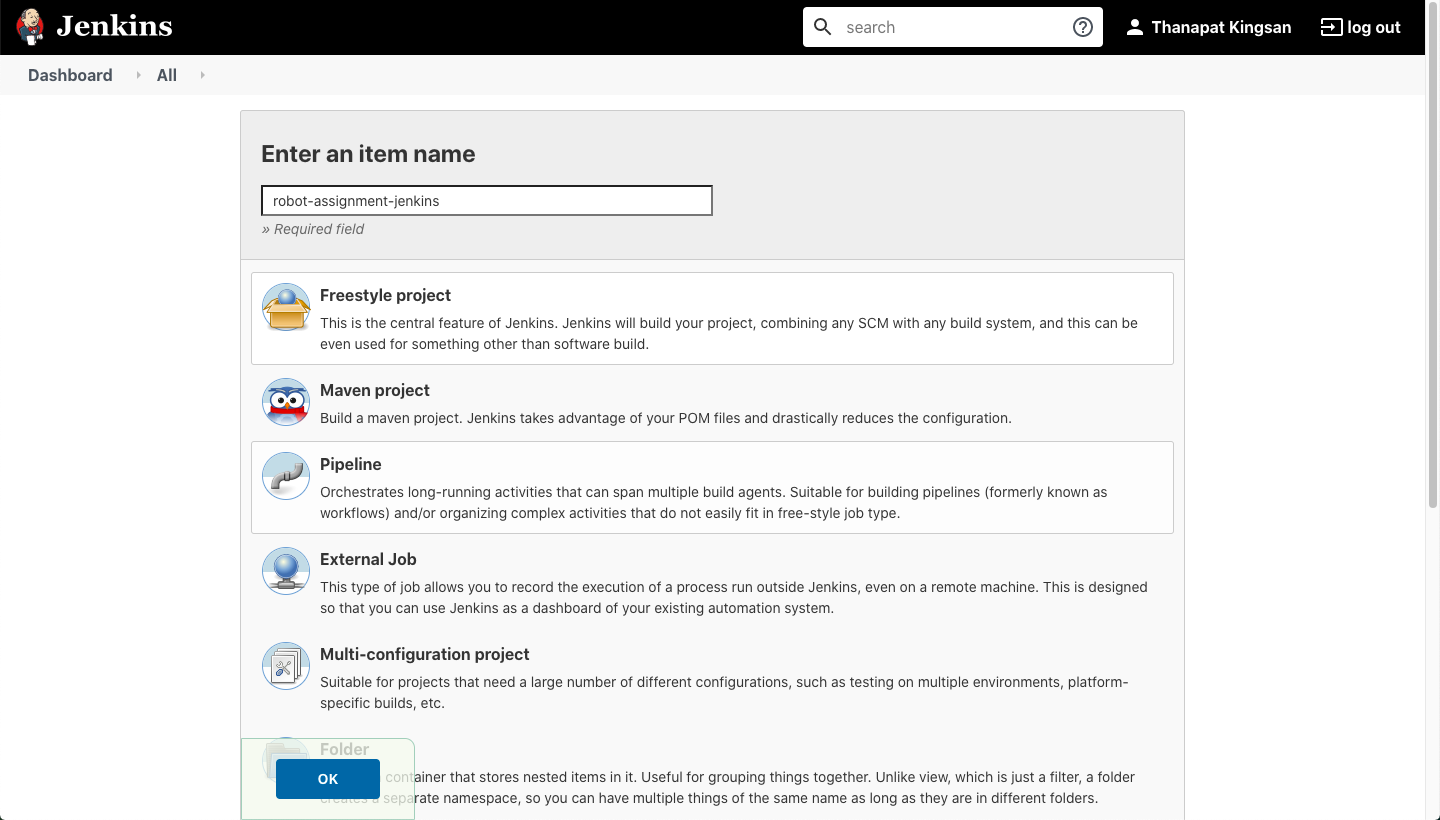 Jenkins
search
Thanapat Kingsan
log out
Dashboard
All
Enter an item name
robot-assignment-jenkins
» Required field
Freestyle project
This is the central feature of Jenkins. Jenkins will build your project, combining any SCM with any build system, and this can be
even used for something other than software build.
Maven project
Build a maven project. Jenkins takes advantage of your POM files and drastically reduces the configuration.
Pipeline
Orchestrates long-running activities that can span multiple build agents. Suitable for building pipelines (formerly known as
workflows) and/or organizing complex activities that do not easily fit in free-style job type.
External Job
This type of job allows you to record the execution of a process run outside Jenkins, even on a remote machine. This is designed
so that you can use Jenkins as a dashboard of your existing automation system.
Multi-configuration project
Suitable for projects that need a large number of different configurations, such as testing on multiple environments, platform-
specific builds, etc.
Folder
container that stores nested items in it. Useful for grouping things together. Unlike view, which is just a filter, a folder
creates a separate namespace, so you can have multiple things of the same name as long as they are in different folders.
OK